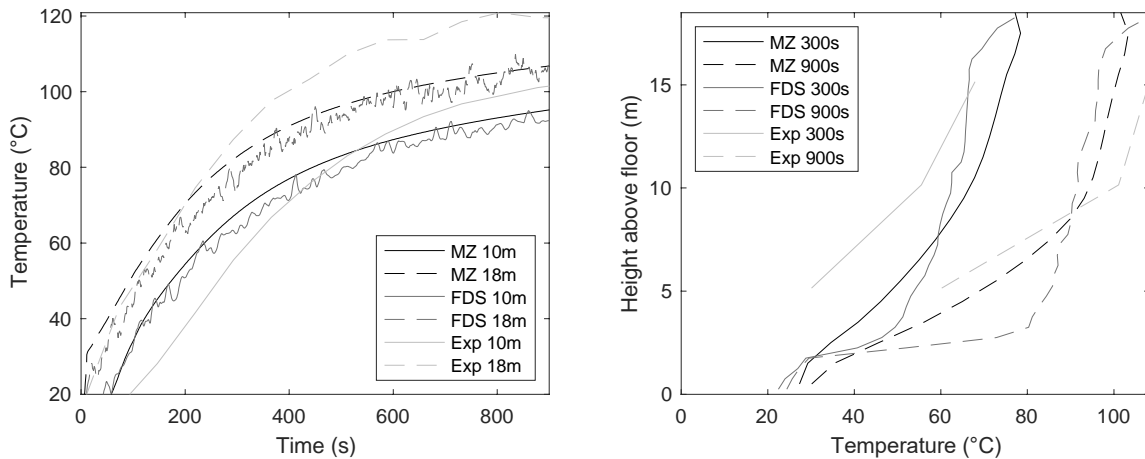 120
100
80
60
40
20
0
200
400
600
800
Temperature (°C)
Time (s)
MZ 10m
MZ 18m
FDS 10m
FDS 18m
Exp 10m
Exp 18m
15
10
5
0
0
20
40
60
80
100
Height above floor (m)
Temperature (°C)
MZ 300s
MZ 900s
FDS 300s
FDS 900s
Exp 300s
Exp 900s